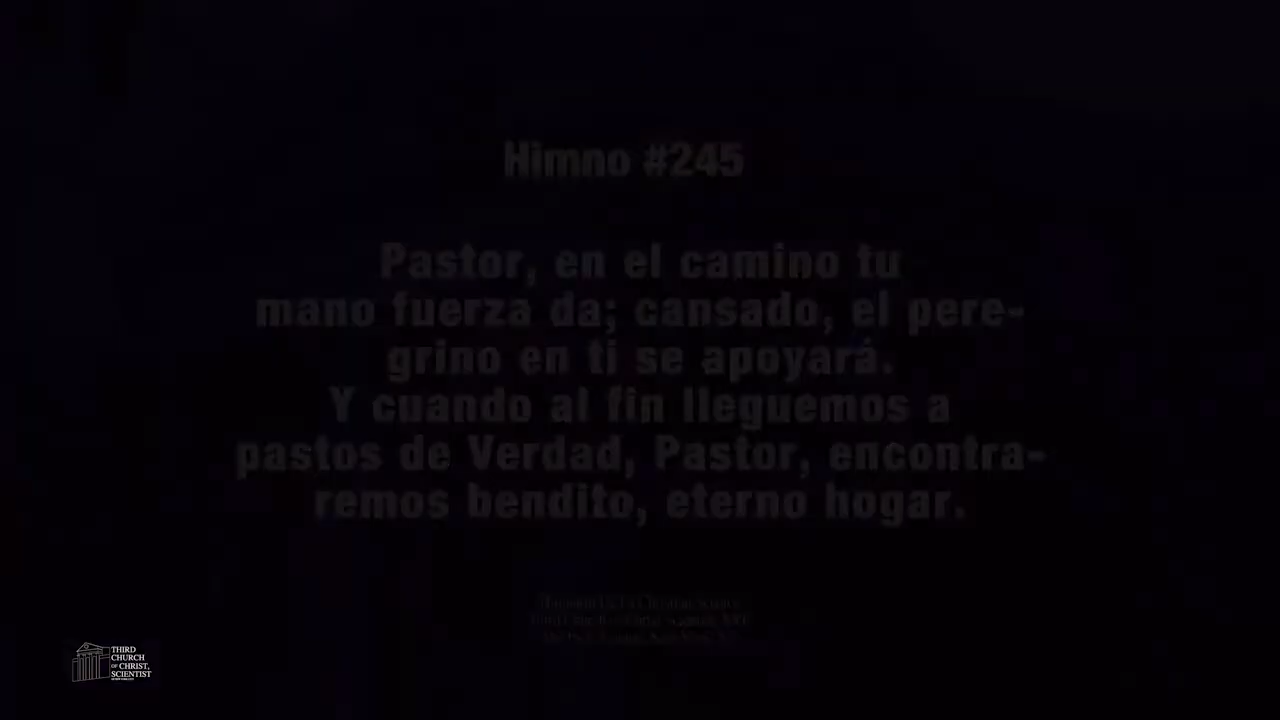 Himno #245
Pastor, en el camino tu
mano fuerza da; cansado, el pere-
grino en ti se apoyará.
Y cuando al fin lleguemos a
pastos de Verdad, Pastor, encontra-
remos bendito, eterno hogar.
THIRD
CHURCH
OF CHRIST,
SCIENTIST